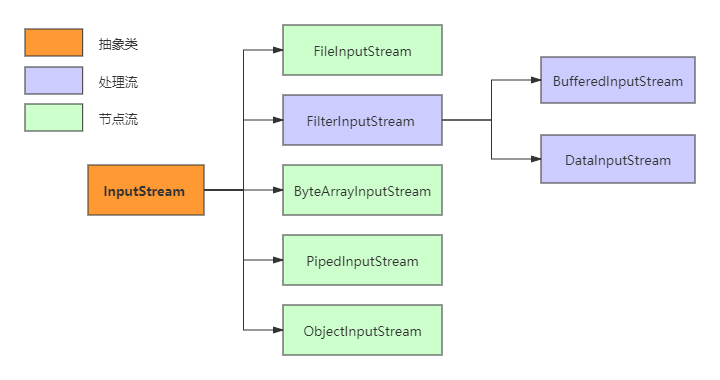 抽象类
处理流
节点流
InputStream
FileInputStream
FilterInputStream
ByteArrayInputStream
PipedInputStream
ObjectInputStream
BufferedInputStream
DataInputStream